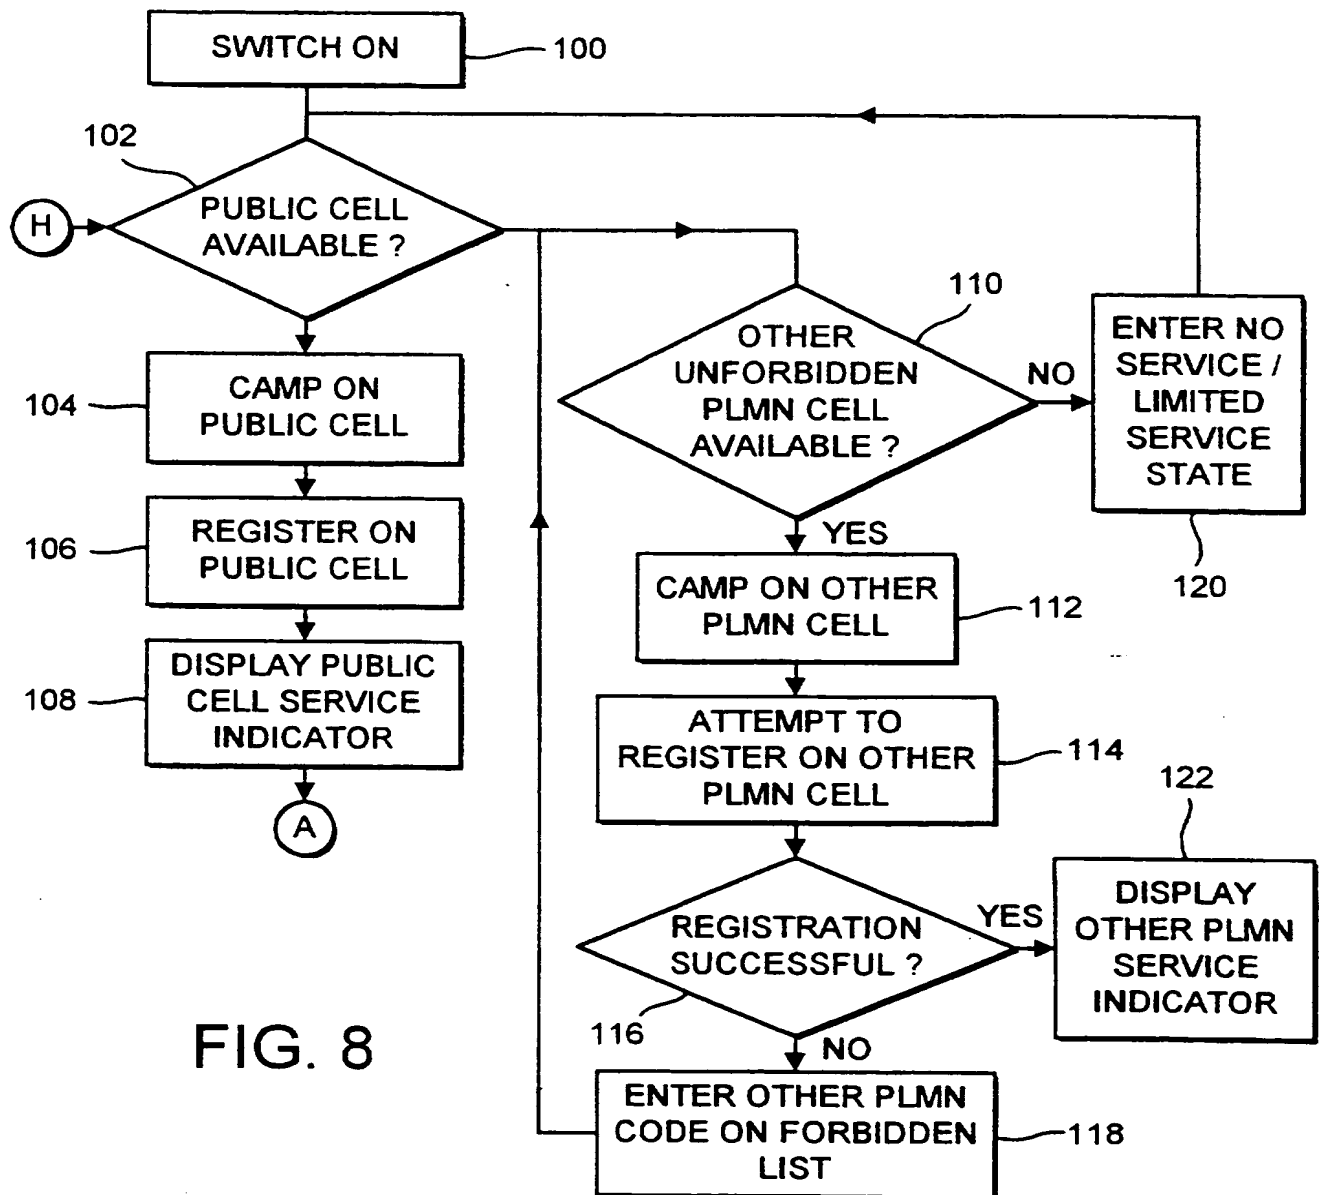 SWITCH ON
100
102
H
PUBLIC CELL
AVAILABLE ?
104
CAMP ON
PUBLIC CELL
106
REGISTER ON
PUBLIC CELL
108
DISPLAY PUBLIC
CELL SERVICE
INDICATOR
A
110
OTHER
UNFORBIDDEN
PLMN CELL
AVAILABLE ?
NO
ENTER NO
SERVICE /
LIMITED
SERVICE
STATE
120
YES
CAMP ON OTHER
PLMN CELL
112
ATTEMPT TO
REGISTER ON OTHER
PLMN CELL
114
REGISTRATION
SUCCESSFUL ?
116
YES
122
DISPLAY
OTHER PLMN
SERVICE
INDICATOR
NO
ENTER OTHER PLMN
CODE ON FORBIDDEN
LIST
118
FIG. 8